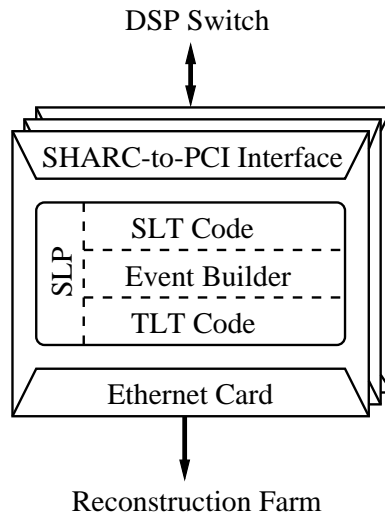 DSP Switch
SHARC-to-PCI Interface
SLP
SLT Code
Event Builder
TLT Code
Ethernet Card
Reconstruction Farm